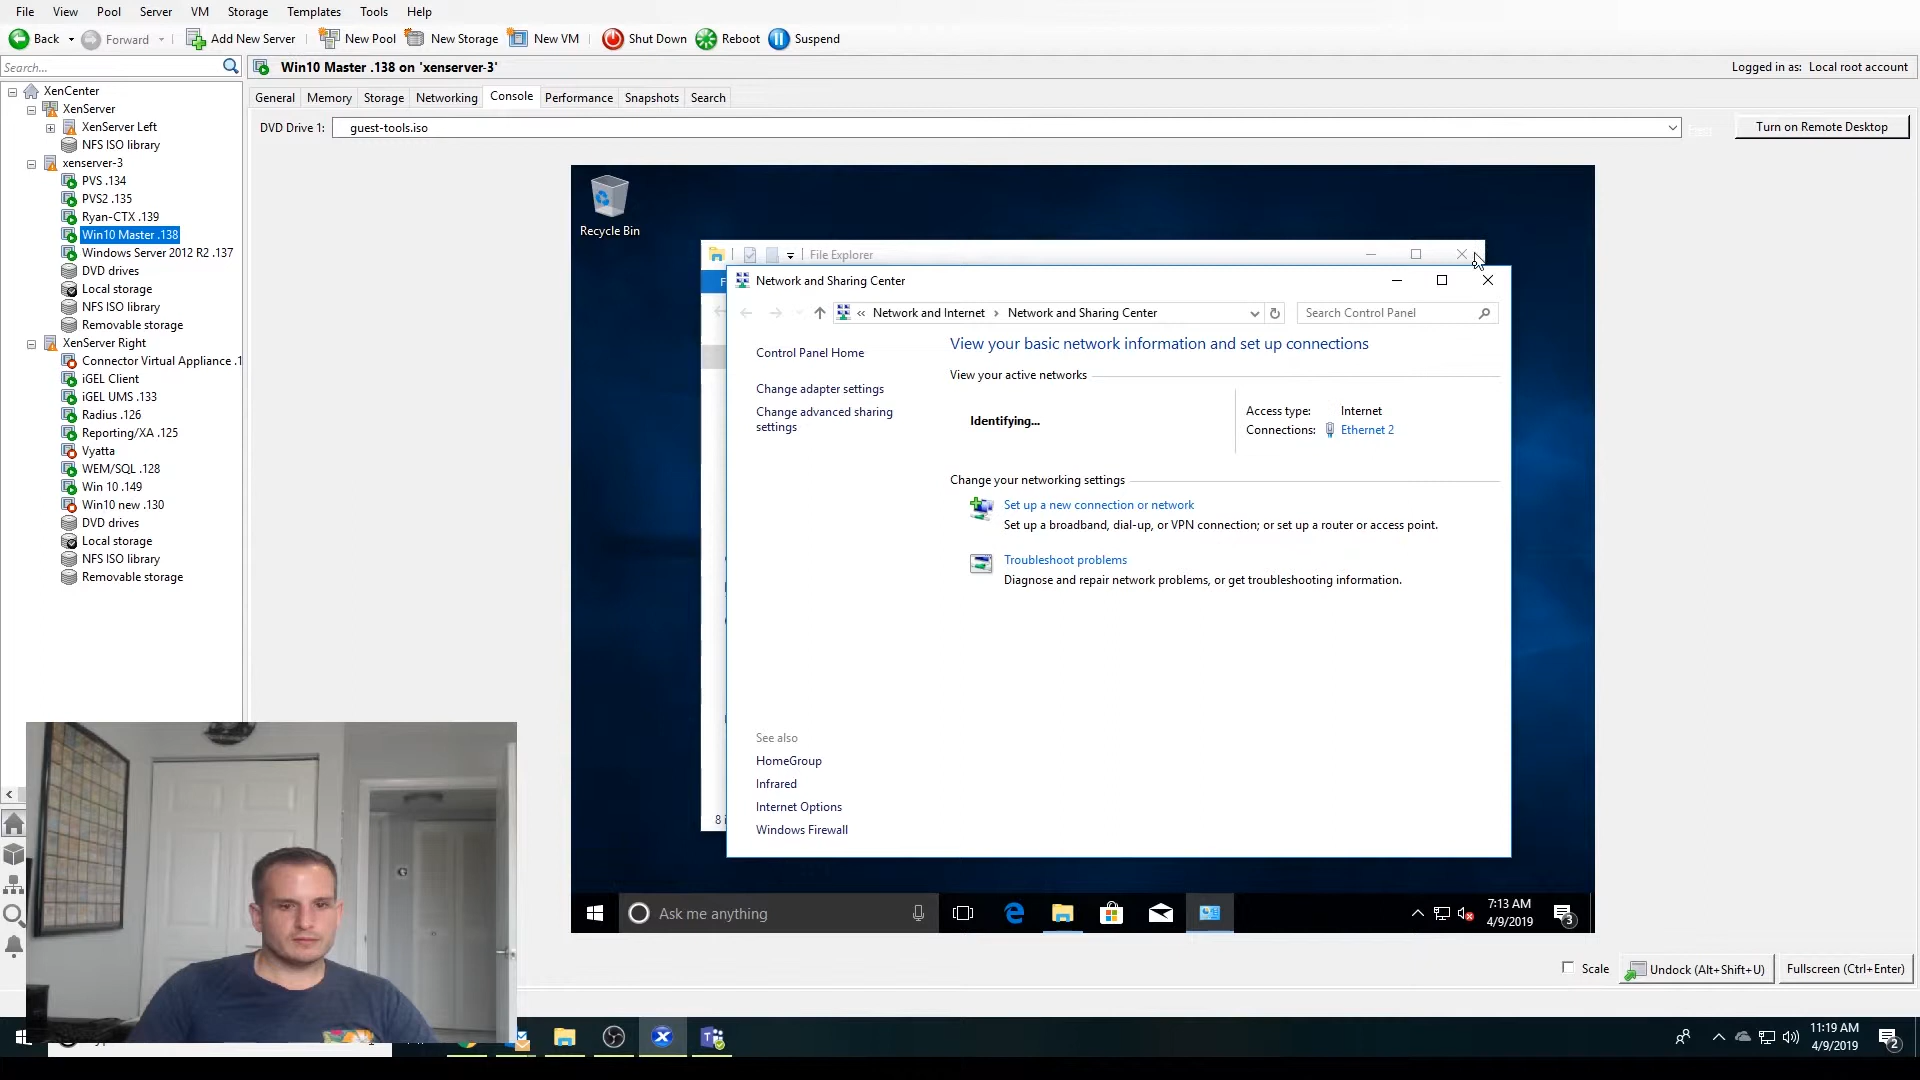 File View Pool Server VM Storage Templates Tools Help
Back Forward Add New Server New Pool New Storage New VM Shut Down Reboot Suspend
Search...
Win10 Master .138 on 'xenserver-3'
Logged in as: Local root account
XenCenter
XenServer
XenServer Left
NFS ISO library
xenserver-3
PVS .134
PVS2 .135
Ryan-CTX .139
Win10 Master .138
Windows Server 2012 R2 .137
DVD drives
Local storage
NFS ISO library
Removable storage
XenServer Right
Connector Virtual Appliance .1
iGEL Client
iGEL UMS .133
Radius .126
Reporting/XA .125
Vyatta
WEM/SQL .128
Win 10 .149
Win10 new .130
DVD drives
Local storage
NFS ISO library
Removable storage
General Memory Storage Networking Console Performance Snapshots Search
DVD Drive 1: guest-tools.iso
Turn on Remote Desktop
Recycle Bin
File Explorer
F
Network and Sharing Center
« Network and Internet › Network and Sharing Center
Search Control Panel
Control Panel Home
Change adapter settings
Change advanced sharing
settings
View your basic network information and set up connections
View your active networks
Identifying...
Access type: Internet
Connections: Ethernet 2
Change your networking settings
Set up a new connection or network
Set up a broadband, dial-up, or VPN connection; or set up a router or access point.
Troubleshoot problems
Diagnose and repair network problems, or get troubleshooting information.
See also
HomeGroup
Infrared
Internet Options
Windows Firewall
8 i
Ask me anything
7:13 AM
4/9/2019
3
Scale
Undock (Alt+Shift+U)
Fullscreen (Ctrl+Enter)
11:19 AM
4/9/2019
2